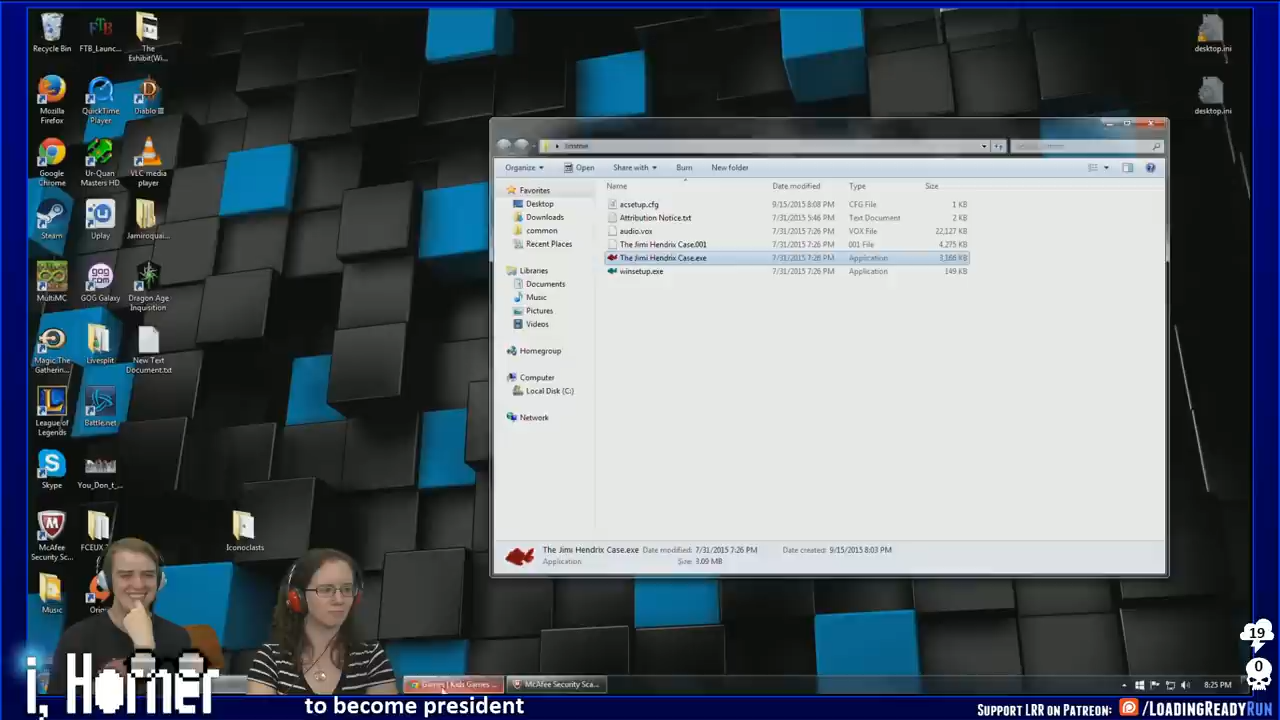 Recycle Bin
FTB_Launc...
The Exhibit(Wi...
Mozilla Firefox
QuickTime Player
Diablo III
Google Chrome
Ur-Quan Masters HD
VLC media player
Steam
Uplay
Jamiroquai...
MultiMC
GOG Galaxy
Dragon Age Inquisition
Magic The Gatherin...
Livesplit
New Text Document.txt
League of Legends
Battle.net
Skype
You_Don_t_...
McAfee Security Sc...
FCEUX
Iconoclasts
Music
desktop.ini
desktop.ini
Organize
Open
Share with
Burn
New folder
Favorites
Desktop
Downloads
common
Recent Places
Libraries
Documents
Music
Pictures
Videos
Homegroup
Computer
Local Disk (C:)
Network
Name Date modified Type Size
acsetup.cfg 9/15/2015 8:08 PM CFG File 1 KB
Attribution Notice.txt 7/31/2015 5:46 PM Text Document 2 KB
audio.vox 7/31/2015 7:26 PM VOX File 22,127 KB
The Jimi Hendrix Case.001 7/31/2015 7:26 PM 001 File 4,275 KB
The Jimi Hendrix Case.exe 7/31/2015 7:26 PM Application 3,166 KB
winsetup.exe 7/31/2015 7:26 PM Application 149 KB
The Jimi Hendrix Case.exe Date modified: 7/31/2015 7:26 PM Date created: 9/15/2015 8:03 PM
Application Size: 3.09 MB
19
0
i, Horner
Games | Kids Games ...
McAfee Security Sca...
8:25 PM
to become president
Support LRR on Patreon: /LoadingReadyRun